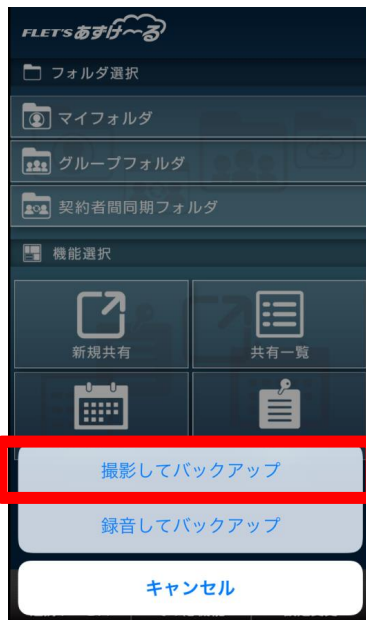 FLET'Sあずけ～る
フォルダ選択
マイフォルダ
グループフォルダ
契約者間同期フォルダ
機能選択
新規共有
共有一覧
撮影してバックアップ
録音してバックアップ
キャンセル